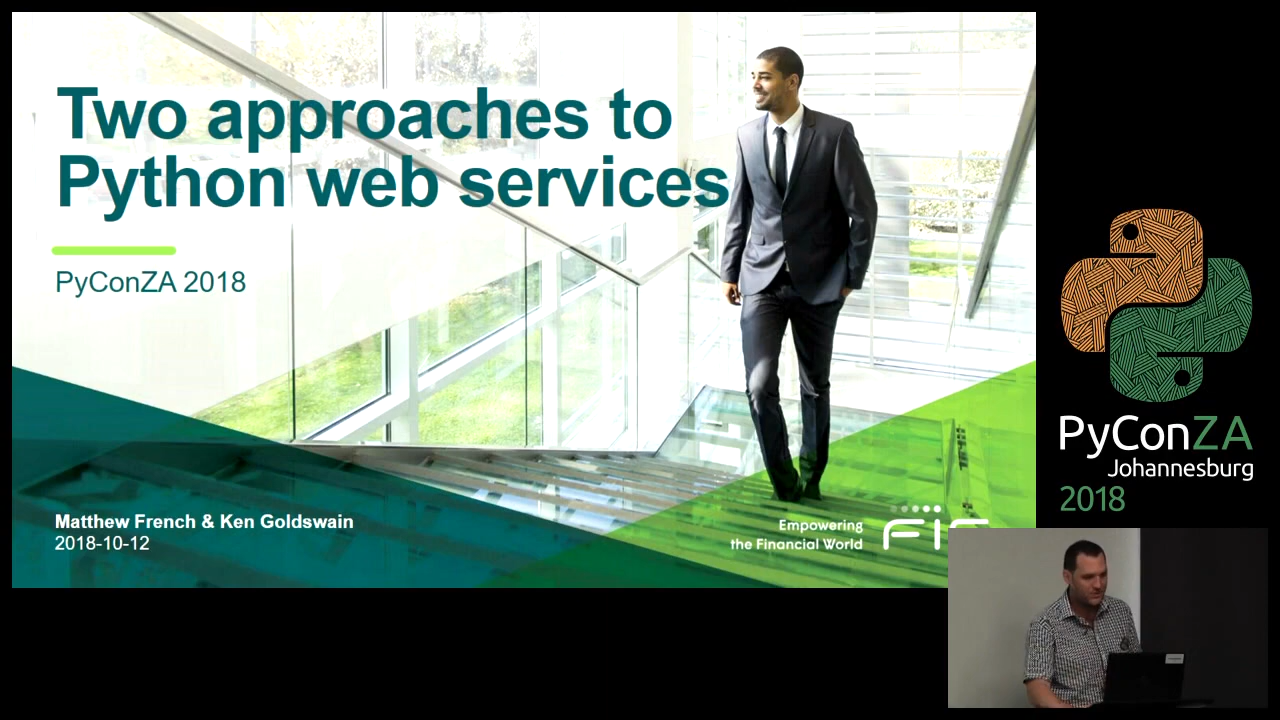 Two approaches to
Python web services
PyConZA 2018
Matthew French & Ken Goldswain
2018-10-12
Empowering
the Financial World
PyConZA
Johannesburg
2018